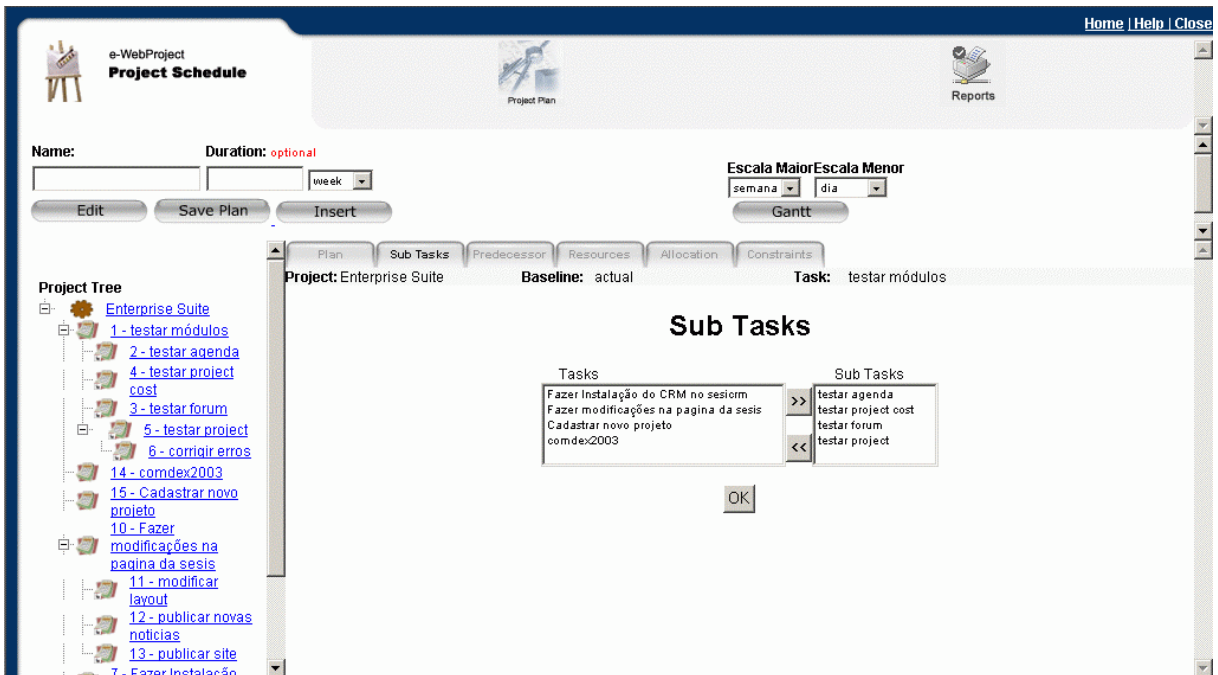 Home | Help | Close
e-WebProject
Project Schedule
Project Plan
Reports
Name:
Duration: optional
week
Escala Maior Escala Menor
semana
dia
Edit
Save Plan
Insert
Gantt
Plan
Sub Tasks
Predecessor
Resources
Allocation
Constraints
Project: Enterprise Suite
Baseline: actual
Task: testar módulos
Project Tree
Enterprise Suite
1 - testar módulos
2 - testar agenda
4 - testar project
cost
3 - testar forum
5 - testar project
6 - corrigir erros
14 - comdex2003
15 - Cadastrar novo
projeto
10 - Fazer
modificações na
pagina da sesis
11 - modificar
layout
12 - publicar novas
noticias
13 - publicar site
7 - Fazer Instalação
Sub Tasks
Tasks
Fazer Instalação do CRM no sesicrm
Fazer modificações na pagina da sesis
Cadastrar novo projeto
comdex2003
>>
<<
Sub Tasks
testar agenda
testar project cost
testar forum
testar project
OK